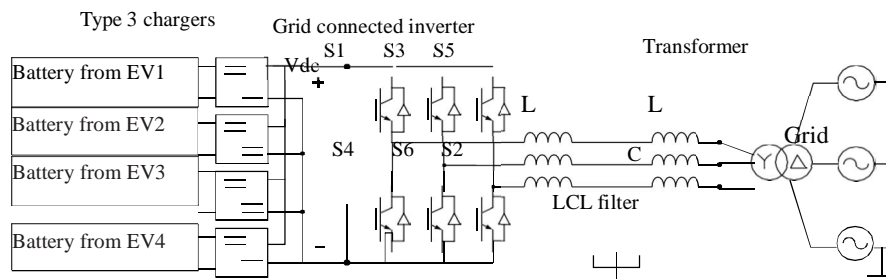 Type 3 chargers
Grid connected inverter
Transformer
S1 S3 S5
Battery from EV1
Vdc
+
L L
Battery from EV2
Grid
S4 S6 S2
C
Y Δ
Battery from EV3
LCL filter
Battery from EV4
−